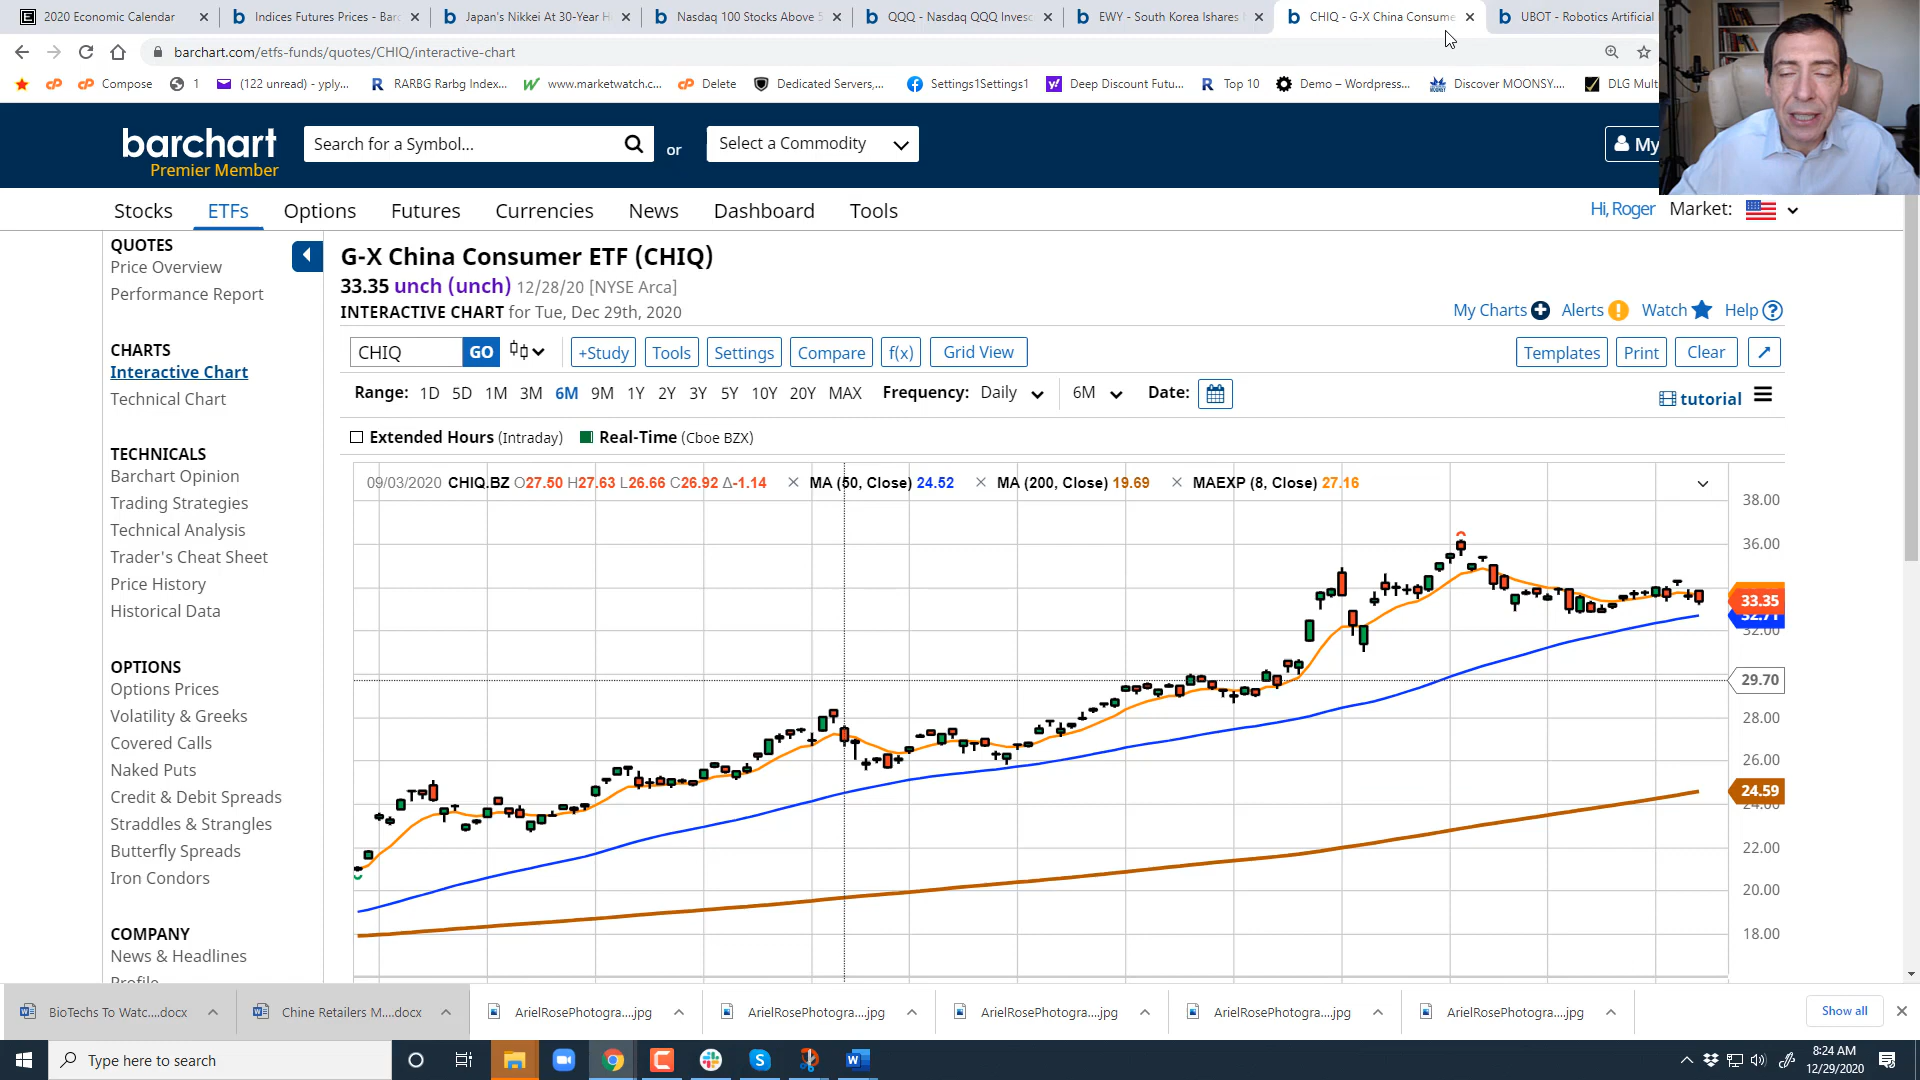 2020 Economic Calendar
Indices Futures Prices - Barc
Japan's Nikkei At 30-Year H
Nasdaq 100 Stocks Above 5
QQQ - Nasdaq QQQ Invesc
EWY - South Korea Ishares
CHIQ - G-X China Consume
UBOT - Robotics Artificial
barchart.com/etfs-funds/quotes/CHIQ/interactive-chart
Compose
1
(122 unread) - yply...
RARBG Rarbg Index...
www.marketwatch.c...
Delete
Dedicated Servers,...
Settings1Settings1
Deep Discount Futu...
Top 10
Demo – Wordpress...
Discover MOONSY....
DLG Mult
barchart
Premier Member
Search for a Symbol...
or
Select a Commodity
My
Stocks ETFs Options Futures Currencies News Dashboard Tools
Hi, Roger Market:
QUOTES
Price Overview
Performance Report
CHARTS
Interactive Chart
Technical Chart
TECHNICALS
Barchart Opinion
Trading Strategies
Technical Analysis
Trader's Cheat Sheet
Price History
Historical Data
OPTIONS
Options Prices
Volatility & Greeks
Covered Calls
Naked Puts
Credit & Debit Spreads
Straddles & Strangles
Butterfly Spreads
Iron Condors
COMPANY
News & Headlines
Profile
G-X China Consumer ETF (CHIQ)
33.35 unch (unch) 12/28/20 [NYSE Arca]
INTERACTIVE CHART for Tue, Dec 29th, 2020
My Charts Alerts Watch Help
CHIQ GO +Study Tools Settings Compare f(x) Grid View
Templates Print Clear
Range: 1D 5D 1M 3M 6M 9M 1Y 2Y 3Y 5Y 10Y 20Y MAX Frequency: Daily 6M Date:
tutorial
Extended Hours (Intraday) Real-Time (Cboe BZX)
09/03/2020 CHIQ.BZ O27.50 H27.63 L26.66 C26.92 Δ-1.14 × MA (50, Close) 24.52 × MA (200, Close) 19.69 × MAEXP (8, Close) 27.16
38.00
36.00
33.35
32.71
32.00
29.70
28.00
26.00
24.59
24.00
22.00
20.00
18.00
BioTechs To Watc....docx
Chine Retailers M....docx
ArielRosePhotogra....jpg
ArielRosePhotogra....jpg
ArielRosePhotogra....jpg
ArielRosePhotogra....jpg
ArielRosePhotogra....jpg
Show all
Type here to search
8:24 AM
12/29/2020